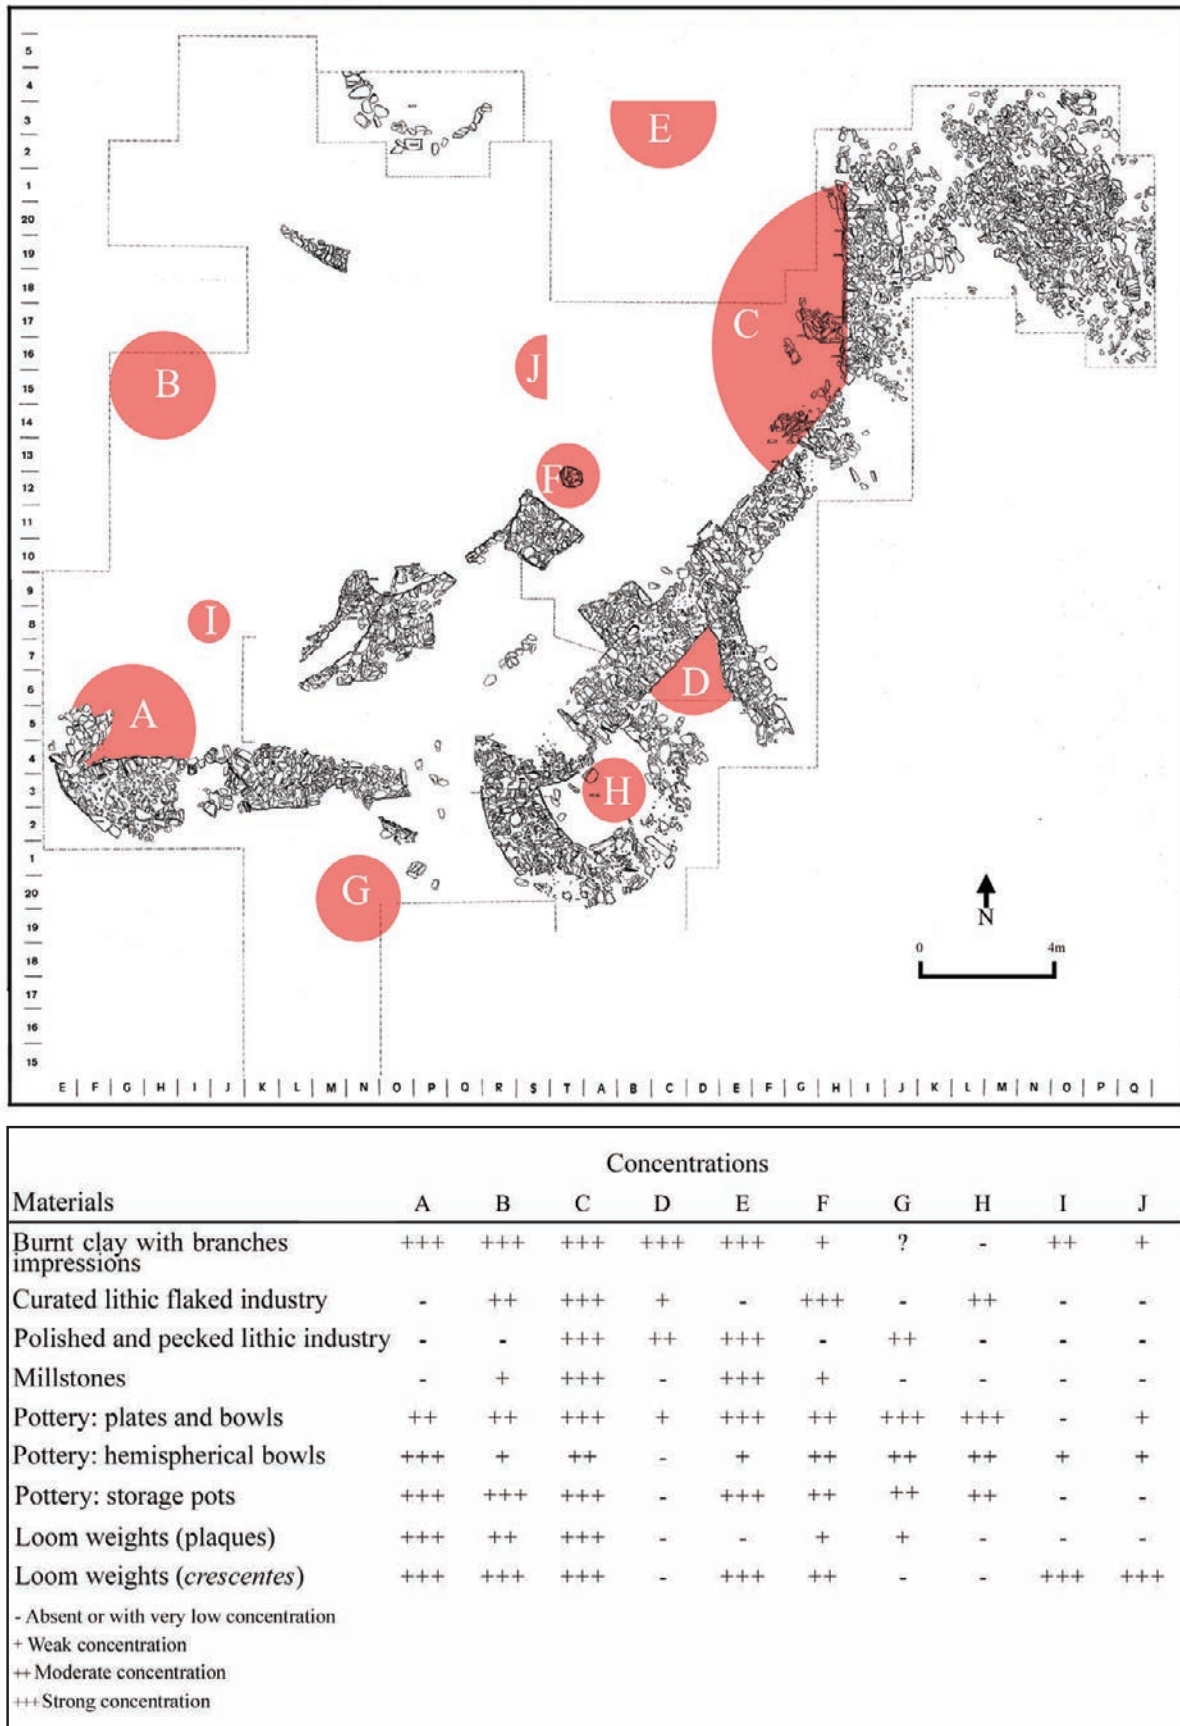 5
4
3
2
1
20
19
18
17
16
15
14
13
12
11
10
9
8
7
6
5
4
3
2
1
20
19
18
17
16
15
E
C
J
B
F
I
D
A
H
G
N
0 4m
E | F | G | H | I | J | K | L | M | N | O | P | Q | R | S | T | A | B | C | D | E | F | G | H | I | J | K | L | M | N | O | P | Q |
Concentrations
Materials A B C D E F G H I J
Burnt clay with branches impressions +++ +++ +++ +++ +++ + ? - ++ +
Curated lithic flaked industry - ++ +++ + - +++ - ++ - -
Polished and pecked lithic industry - - +++ ++ +++ - ++ - - -
Millstones - + +++ - +++ + - - - -
Pottery: plates and bowls ++ ++ +++ + +++ ++ +++ +++ - +
Pottery: hemispherical bowls +++ + ++ - + ++ ++ ++ + +
Pottery: storage pots +++ +++ +++ - +++ ++ ++ ++ - -
Loom weights (plaques) +++ ++ +++ - - + + - - -
Loom weights (crescentes) +++ +++ +++ - +++ ++ - - +++ +++
- Absent or with very low concentration
+ Weak concentration
++ Moderate concentration
+++ Strong concentration